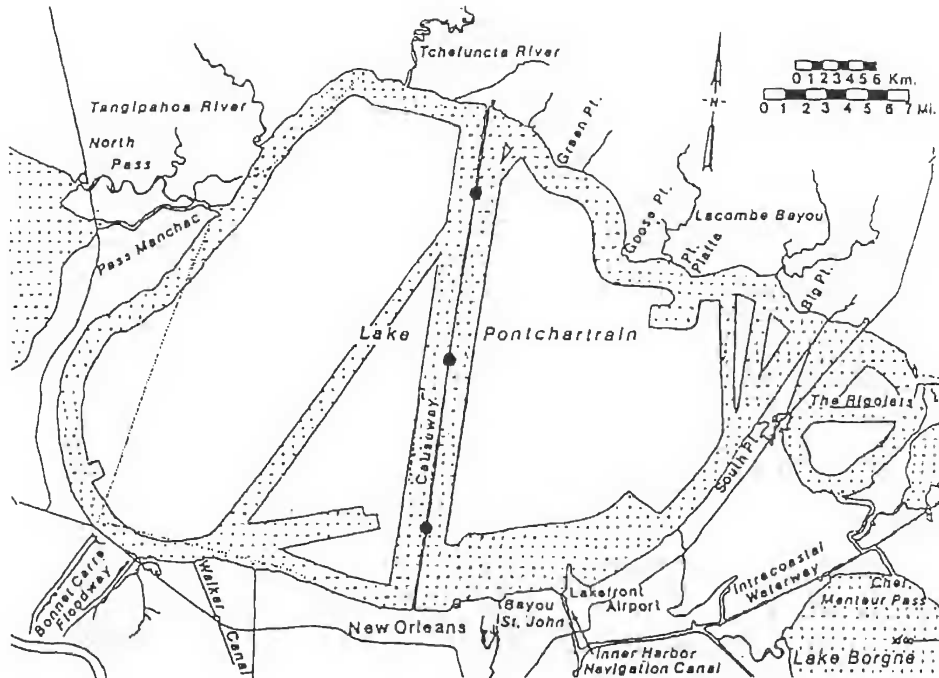 Tchefuncta River
0 1 2 3 4 5 6 Km.
0 1 2 3 4 5 6 7 Mi.
-N-
Tangipahoa River
North
Pass
Green Pt.
Pass Manchac
Goose Pt.
Pt.
Platte
Lacombe Bayou
Big Pt.
Lake Pontchartrain
Causeway
The Rigolets
South Pt.
Bonnet Carre
Floodway
Walker
Canal
New Orleans
Bayou
St. John
Lakefront
Airport
Intracoastal
Waterway
Chef
Menteur Pass
Inner Harbor
Navigation Canal
Lake Borgne